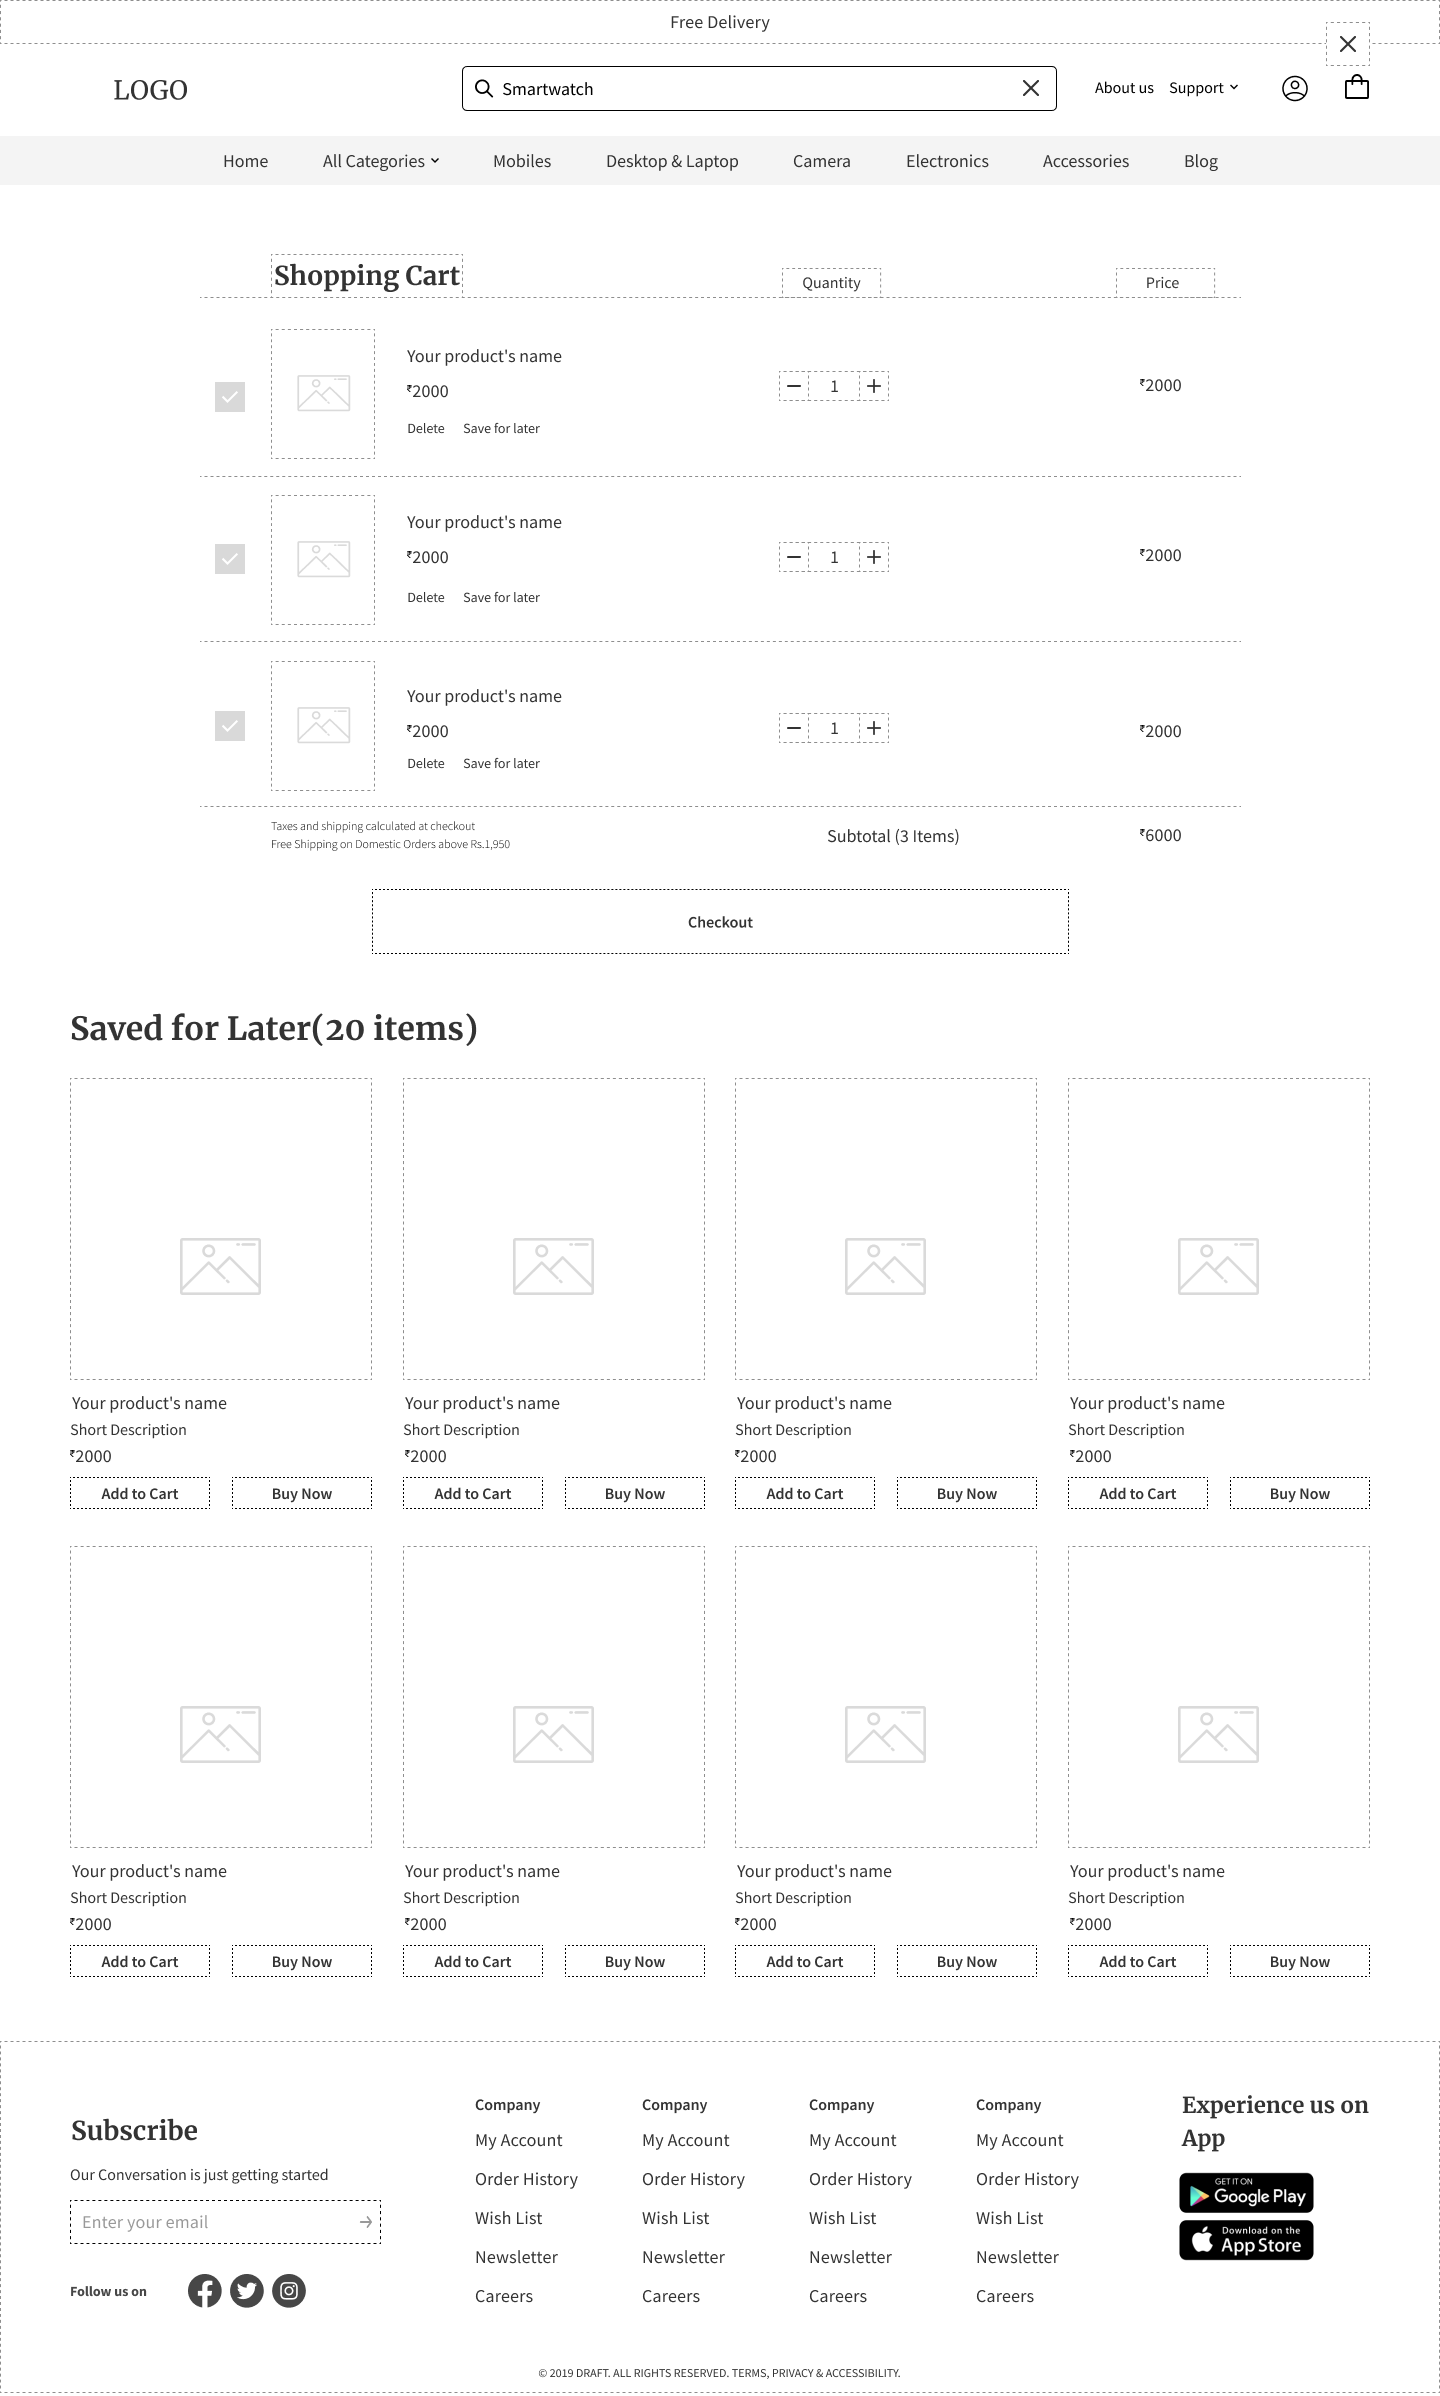 Free Delivery
LOGO
Smartwatch
About us Support
Home All Categories Mobiles Desktop & Laptop Camera Electronics Accessories Blog
Shopping Cart Quantity Price
Your product's name
₹2000 1 ₹2000
Delete Save for later
Your product's name
₹2000 1 ₹2000
Delete Save for later
Your product's name
₹2000 1 ₹2000
Delete Save for later
Taxes and shipping calculated at checkout
Free Shipping on Domestic Orders above Rs.1,950
Subtotal (3 Items) ₹6000
Checkout
Saved for Later(20 items)
Your product's name Your product's name Your product's name Your product's name
Short Description Short Description Short Description Short Description
₹2000 ₹2000 ₹2000 ₹2000
Add to Cart Buy Now Add to Cart Buy Now Add to Cart Buy Now Add to Cart Buy Now
Your product's name Your product's name Your product's name Your product's name
Short Description Short Description Short Description Short Description
₹2000 ₹2000 ₹2000 ₹2000
Add to Cart Buy Now Add to Cart Buy Now Add to Cart Buy Now Add to Cart Buy Now
Subscribe
Our Conversation is just getting started
Enter your email
Follow us on
Company
My Account
Order History
Wish List
Newsletter
Careers
Company
My Account
Order History
Wish List
Newsletter
Careers
Company
My Account
Order History
Wish List
Newsletter
Careers
Company
My Account
Order History
Wish List
Newsletter
Careers
Experience us on
App
GET IT ON
Google Play
Download on the
App Store
© 2019 DRAFT. ALL RIGHTS RESERVED. TERMS, PRIVACY & ACCESSIBILITY.